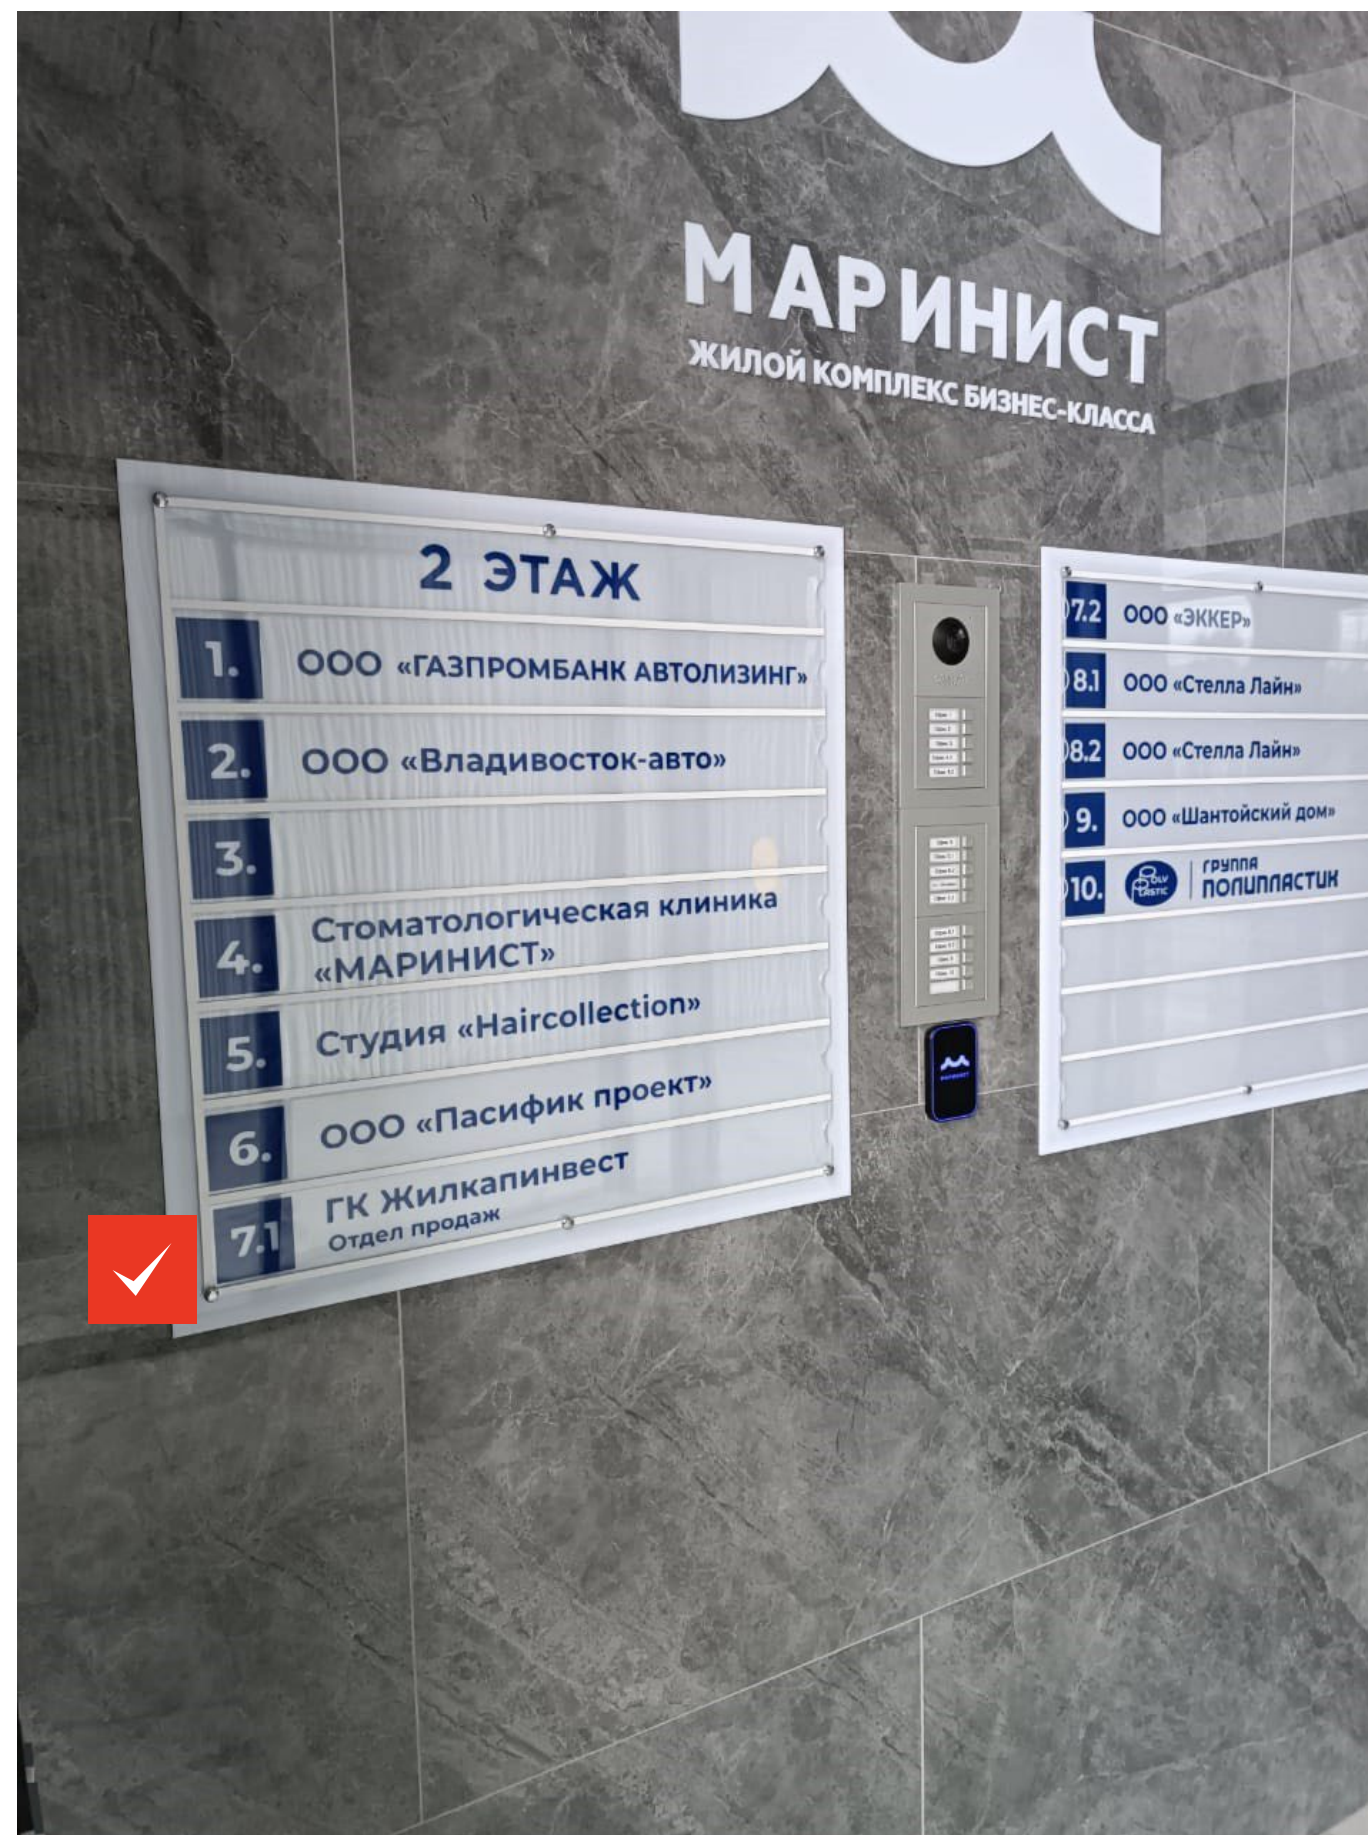 МАРИНИСТ
ЖИЛОЙ КОМПЛЕКС БИЗНЕС-КЛАССА
2 ЭТАЖ
1. ООО «ГАЗПРОМБАНК АВТОЛИЗИНГ»
2. ООО «Владивосток-авто»
3.
4. Стоматологическая клиника
«МАРИНИСТ»
5. Студия «Haircollection»
6. ООО «Пасифик проект»
7.1 ГК Жилкапинвест
Отдел продаж
7.2 ООО «ЭККЕР»
8.1 ООО «Стелла Лайн»
8.2 ООО «Стелла Лайн»
9. ООО «Шантойский дом»
10. POLYPLASTIC ГРУППА
ПОЛИПЛАСТИК
МАРИНИСТ